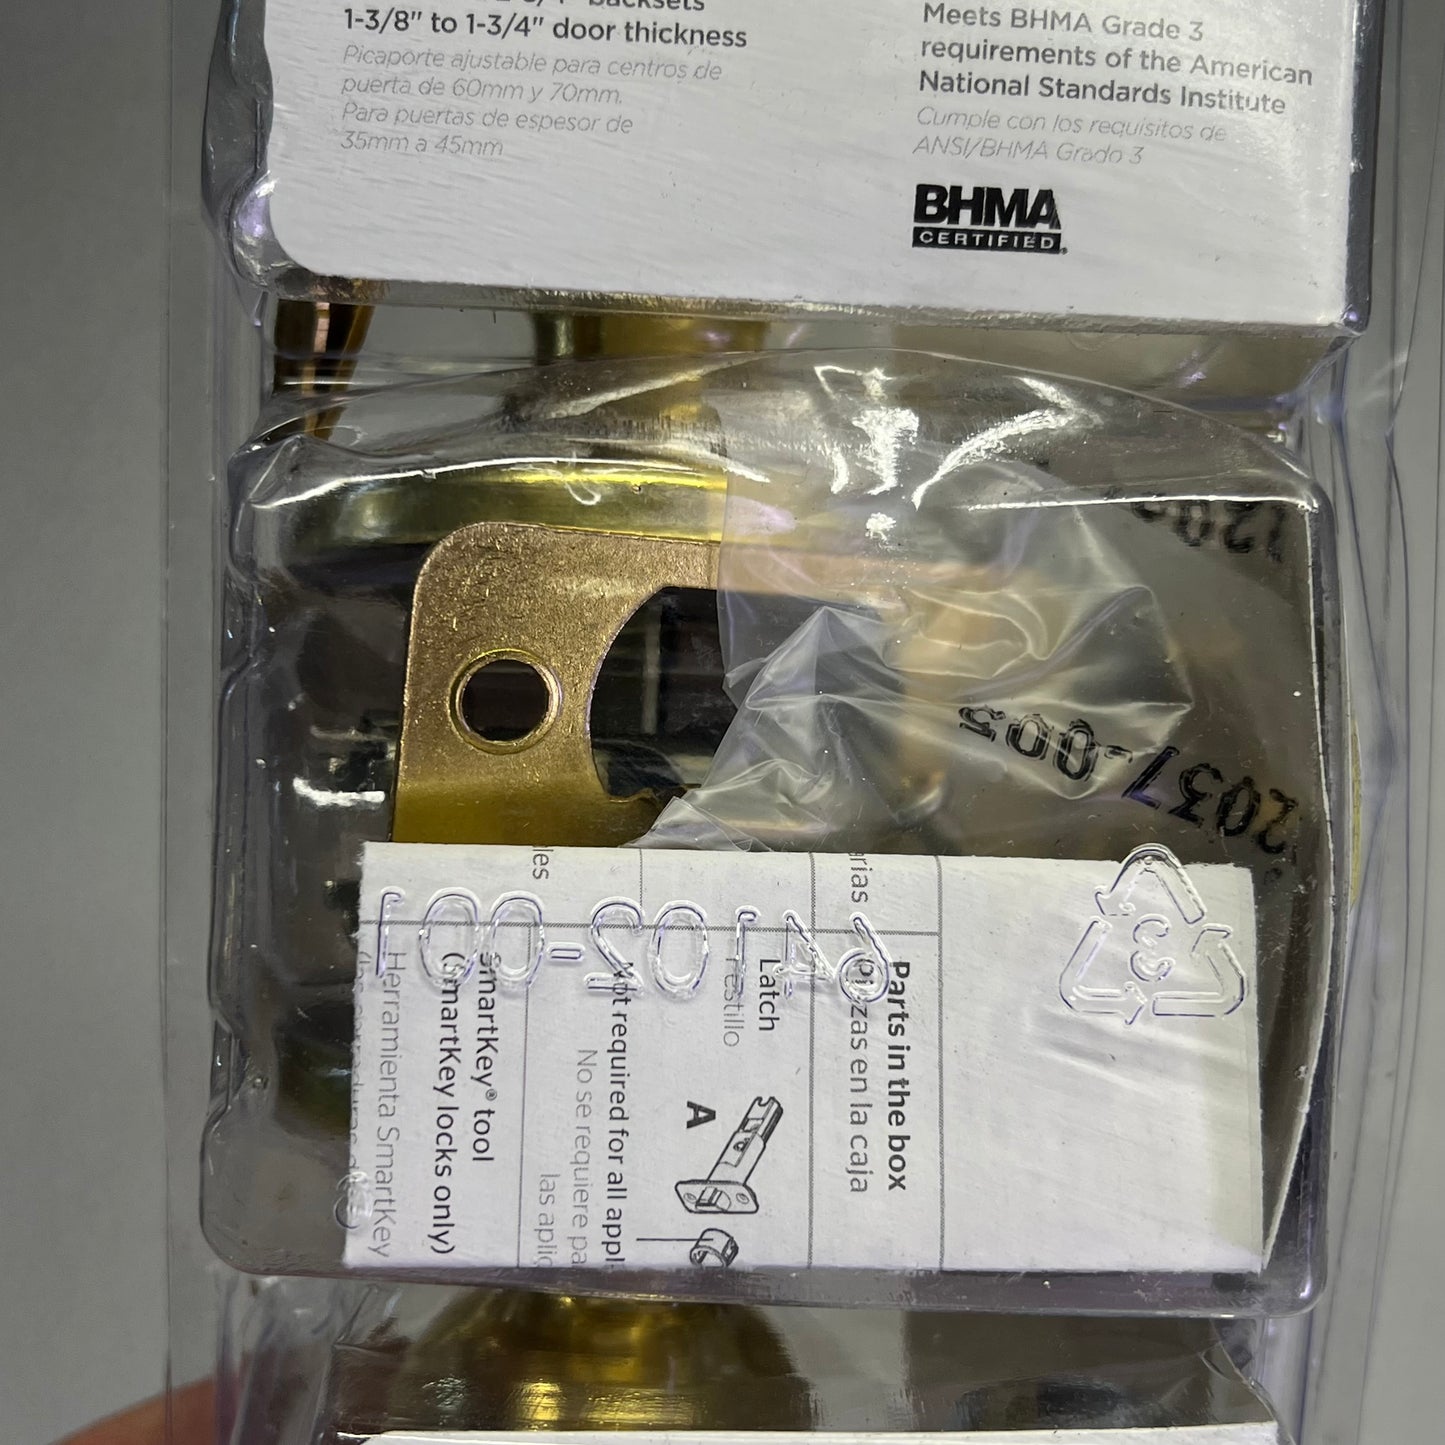 1-3/8" to 1-3/4" door thickness
Picaporte ajustable para centros de
puerta de 60mm y 70mm.
Para puertas de espesor de
35mm a 45mm
Meets BHMA Grade 3
requirements of the American
National Standards Institute
Cumple con los requisitos de
ANSI/BHMA Grado 3
BHMA
CERTIFIED
2037-005
Parts in the box
Piezas en la caja
Latch
Pestillo
A
Not required for all appl
No se requiere pa
las aplic
SmartKey® tool
(SmartKey locks only)
Herramienta SmartKey